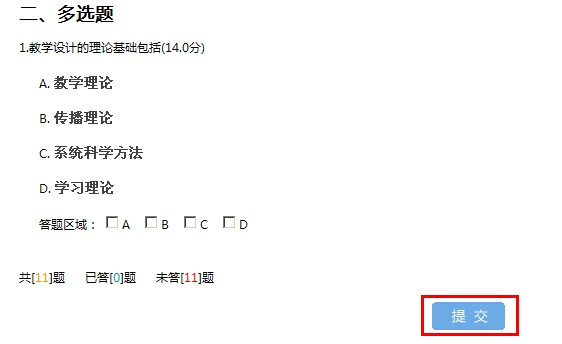 二、多选题
1.教学设计的理论基础包括(14.0分)
A. 教学理论
B. 传播理论
C. 系统科学方法
D. 学习理论
答题区域： A B C D
共[11]题 已答[0]题 未答[11]题
提 交